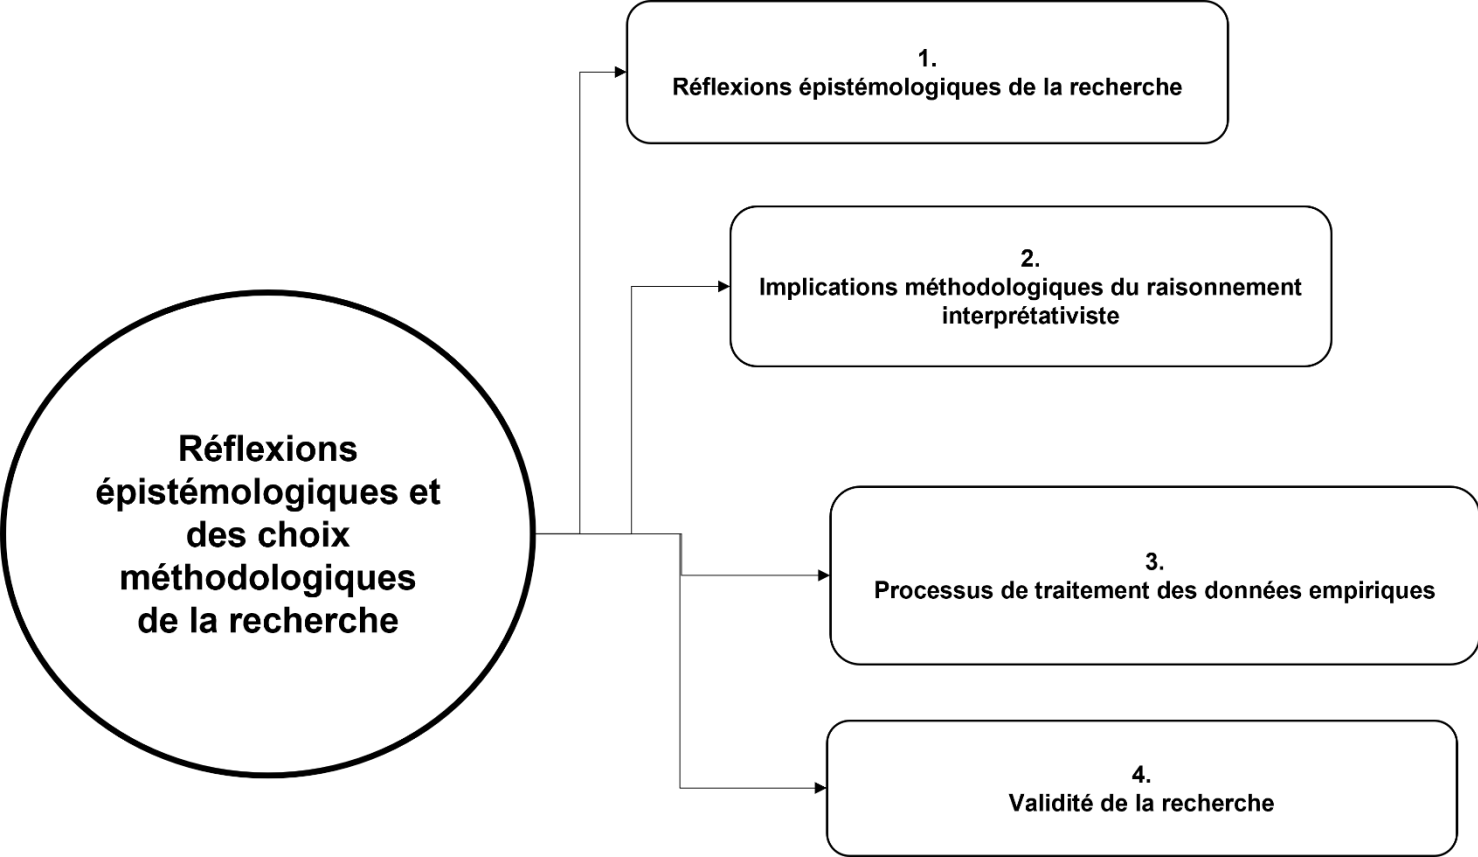 1.
Réflexions épistémologiques de la recherche
2.
Implications méthodologiques du raisonnement
interprétativiste
Réflexions
épistémologiques et
des choix
méthodologiques
de la recherche
3.
Processus de traitement des données empiriques
4.
Validité de la recherche